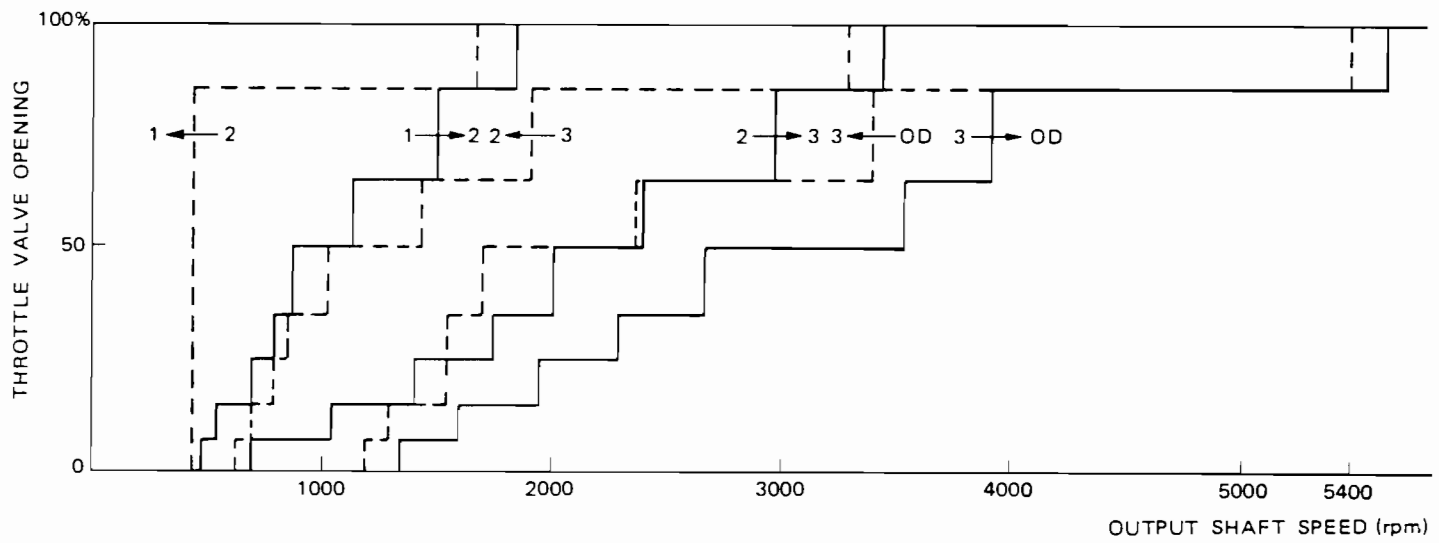 100%
THROTTLE VALVE OPENING
1 2
1 2 2 3
2 3 3 OD 3 OD
50
0
1000 2000 3000 4000 5000 5400
OUTPUT SHAFT SPEED (rpm)